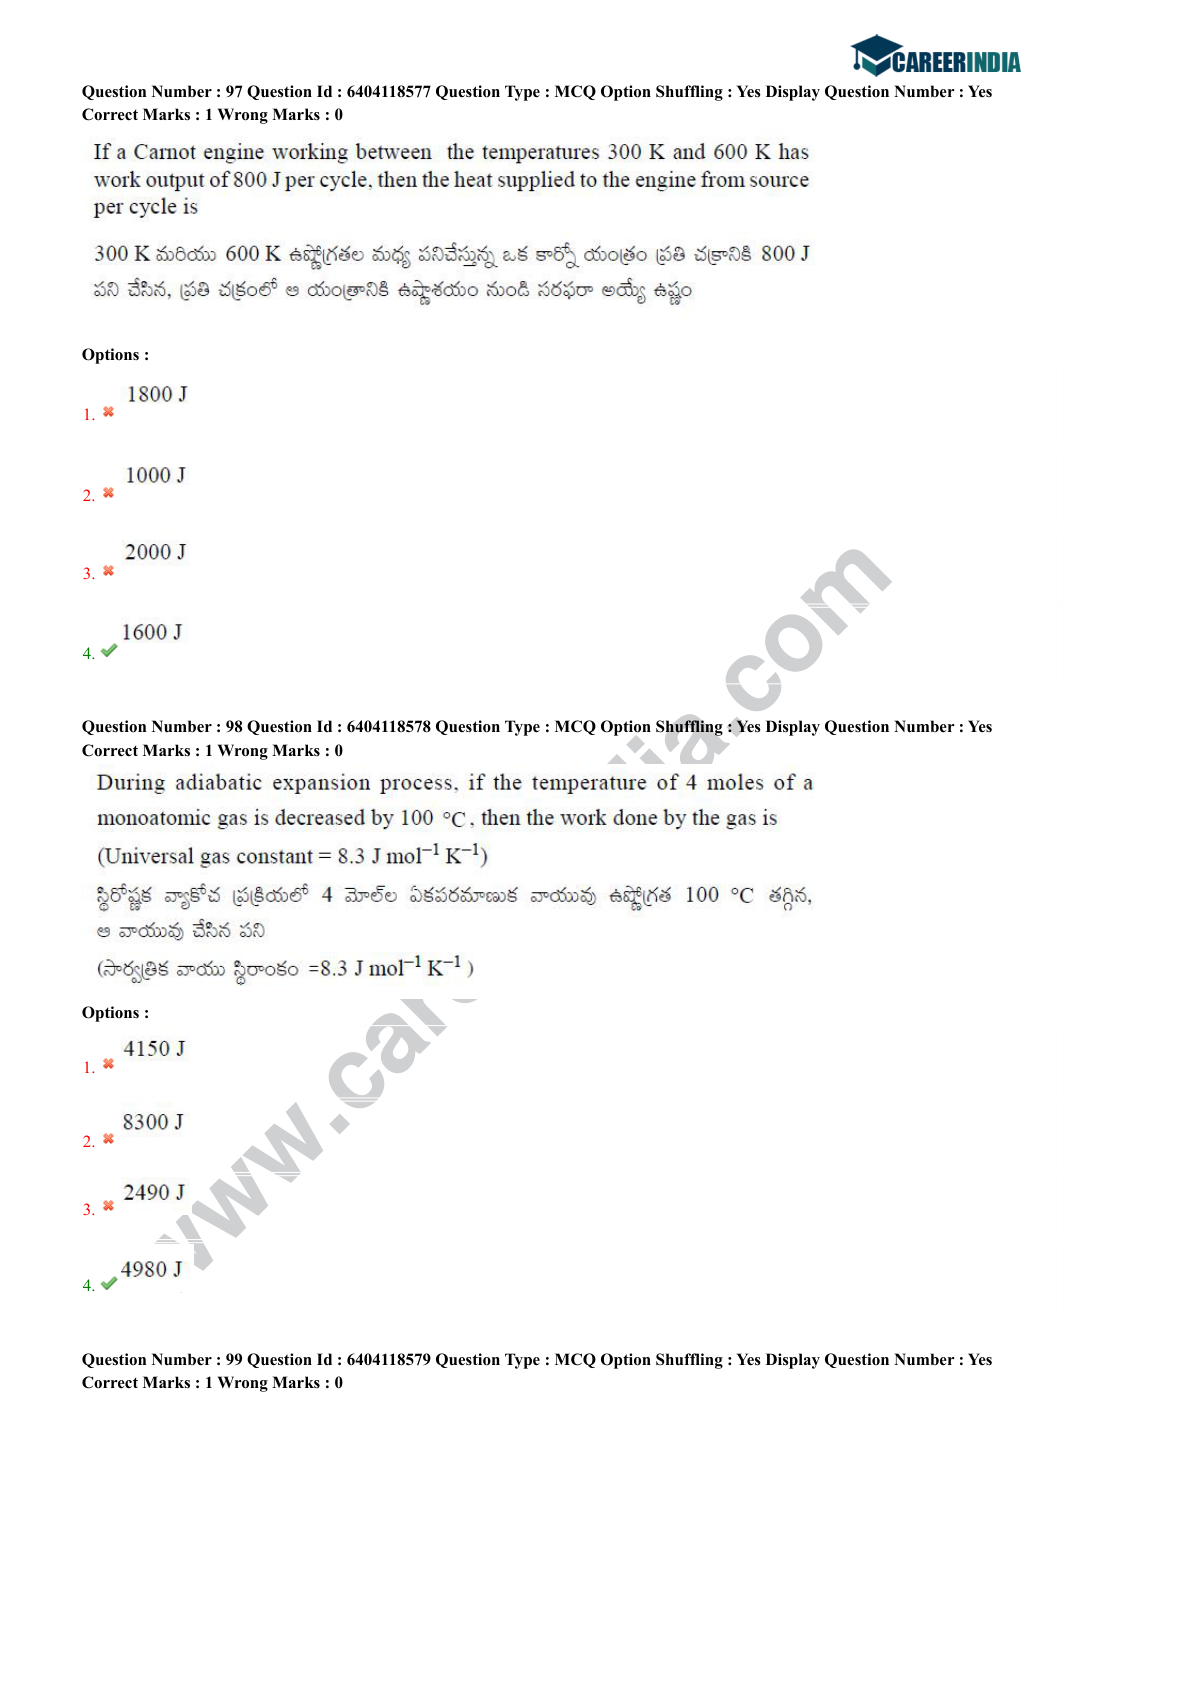 CAREERINDIA
Question Number : 97 Question Id : 6404118577 Question Type : MCQ Option Shuffling : Yes Display Question Number : Yes
Correct Marks : 1 Wrong Marks : 0
If a Carnot engine working between the temperatures 300 K and 600 K has
work output of 800 J per cycle, then the heat supplied to the engine from source
per cycle is
300 K మరియు 600 K ఉష్ణోగ్రతల మధ్య పనిచేస్తున్న ఒక కార్నో యంత్రం ప్రతి చక్రానికి 800 J
పని చేసిన, ప్రతి చక్రంలో ఆ యంత్రానికి ఉష్ణాశయం నుండి సరఫరా అయ్యే ఉష్ణం
Options :
1800 J
1.
1000 J
2.
2000 J
3.
1600 J
4.
Question Number : 98 Question Id : 6404118578 Question Type : MCQ Option Shuffling : Yes Display Question Number : Yes
Correct Marks : 1 Wrong Marks : 0
During adiabatic expansion process, if the temperature of 4 moles of a
monoatomic gas is decreased by 100 °C, then the work done by the gas is
(Universal gas constant = 8.3 J mol⁻¹ K⁻¹)
స్థిరోష్ణక వ్యాకోచ ప్రక్రియలో 4 మోల్‌ల ఏకపరమాణుక వాయువు ఉష్ణోగ్రత 100 °C తగ్గిన,
ఆ వాయువు చేసిన పని
(సార్వత్రిక వాయు స్థిరాంకం =8.3 J mol⁻¹ K⁻¹ )
Options :
4150 J
1.
8300 J
2.
2490 J
3.
4980 J
4.
Question Number : 99 Question Id : 6404118579 Question Type : MCQ Option Shuffling : Yes Display Question Number : Yes
Correct Marks : 1 Wrong Marks : 0